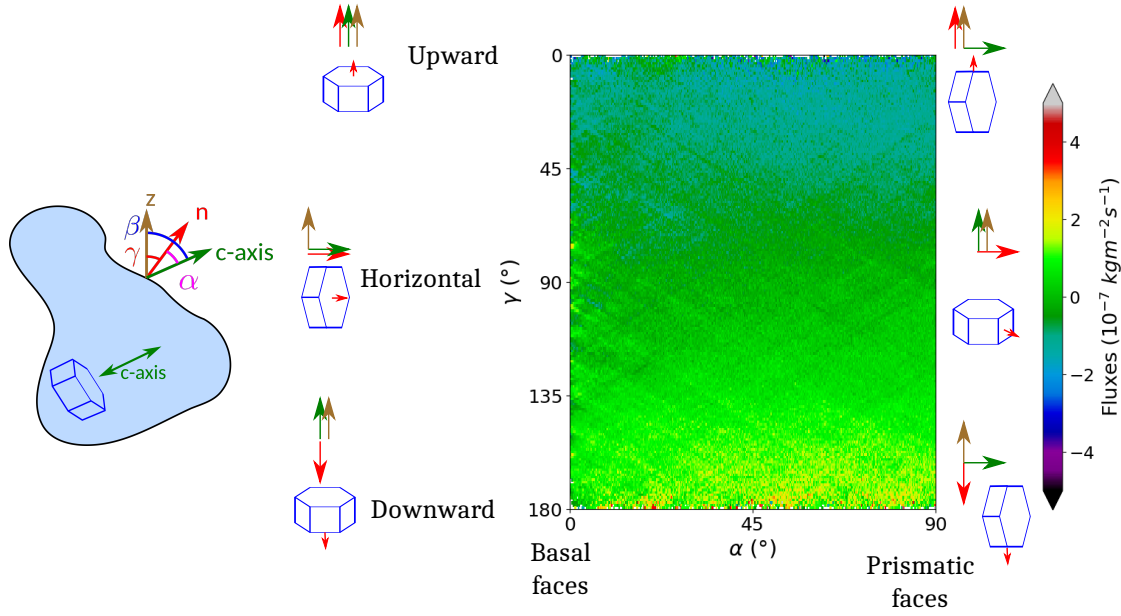 Upward
z
n
β
γ
c-axis
α
c-axis
Horizontal
Downward
0
45
90
135
180
γ (°)
0
45
90
α (°)
Basal
faces
Prismatic
faces
4
2
0
−2
−4
Fluxes (10⁻⁷ kgm⁻²s⁻¹)